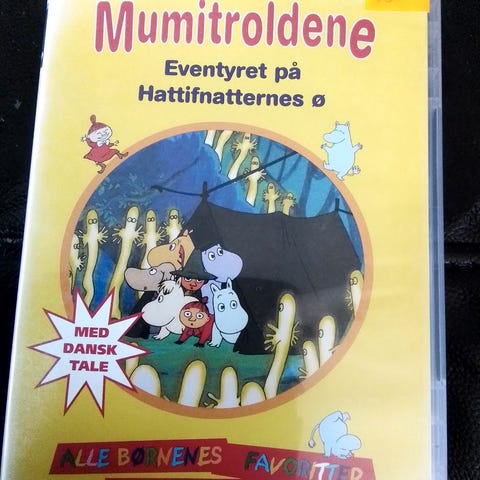 Mumitroldene
Eventyret på
Hattifnatternes ø
MED
DANSK
TALE
ALLE BØRNENES FAVORITTER